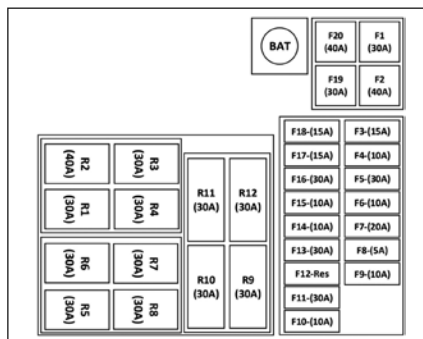 BAT
F20
(40A)
F1
(30A)
F19
(30A)
F2
(40A)
F18-(15A)
F3-(15A)
F17-(15A)
F4-(10A)
F16-(30A)
F5-(30A)
F15-(10A)
F6-(10A)
F14-(10A)
F7-(20A)
F13-(30A)
F8-(5A)
F12-Res
F9-(10A)
F11-(30A)
F10-(10A)
R2
(40A)
R3
(30A)
R1
(30A)
R4
(30A)
R6
(30A)
R7
(30A)
R5
(30A)
R8
(30A)
R11
(30A)
R12
(30A)
R10
(30A)
R9
(30A)